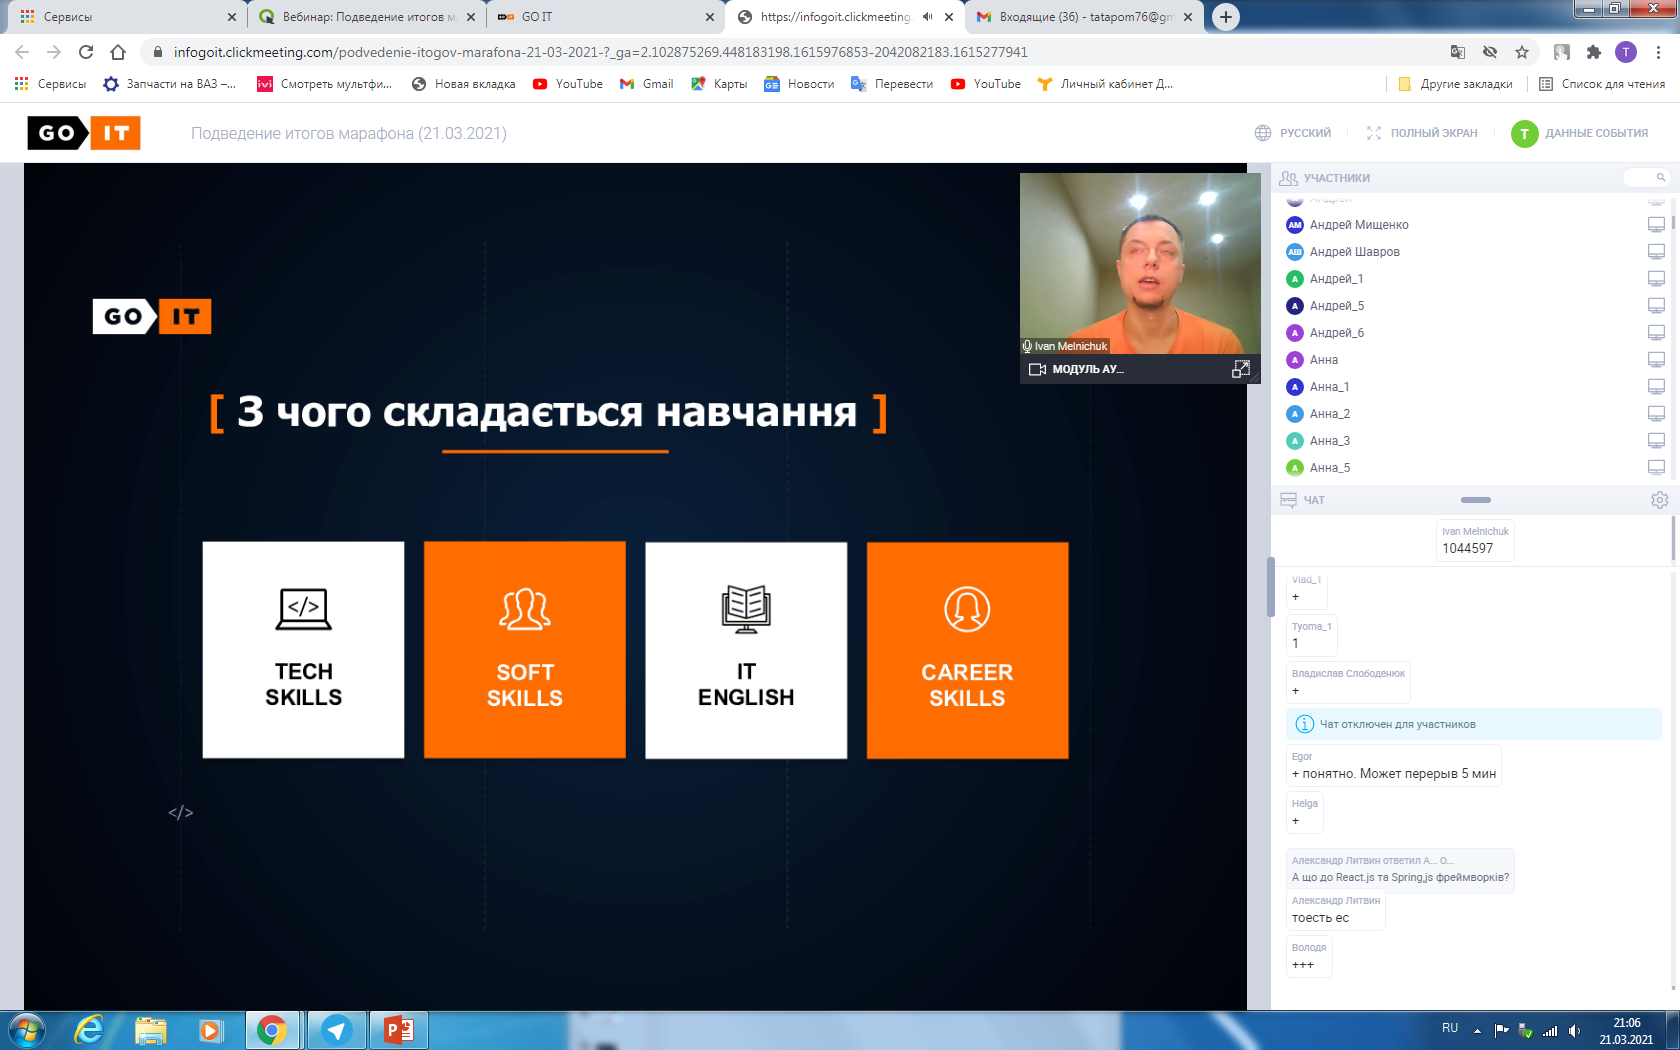 Сервисы
Вебинар: Подведение итогов м
GO IT
https://infogoit.clickmeeting.
Входящие (36) - tatapom76@gm
infogoit.clickmeeting.com/podvedenie-itogov-marafona-21-03-2021-?_ga=2.102875269.448183198.1615976853-2042082183.1615277941
T
Сервисы
Запчасти на ВАЗ –...
Смотреть мультфи...
Новая вкладка
YouTube
Gmail
Карты
Новости
Перевести
YouTube
Личный кабинет Д...
Другие закладки
Список для чтения
GO IT
Подведение итогов марафона (21.03.2021)
РУССКИЙ
ПОЛНЫЙ ЭКРАН
T
ДАННЫЕ СОБЫТИЯ
GO IT
[ З чого складається навчання ]
TECH
SKILLS
SOFT
SKILLS
IT
ENGLISH
CAREER
SKILLS
</>
Ivan Melnichuk
МОДУЛЬ АУ...
УЧАСТНИКИ
Андрей
АМ Андрей Мищенко
АШ Андрей Шавров
А Андрей_1
А Андрей_5
А Андрей_6
А Анна
А Анна_1
А Анна_2
А Анна_3
А Анна_5
ЧАТ
Ivan Melnichuk
1044597
Vlad_1
+
Tyoma_1
1
Владислав Слободенюк
+
Чат отключен для участников
Egor
+ понятно. Может перерыв 5 мин
Helga
+
Александр Литвин ответил А... О...
А що до React.js та Spring,js фреймворків?
Александр Литвин
тоесть ес
Володя
+++
RU
21:06
21.03.2021